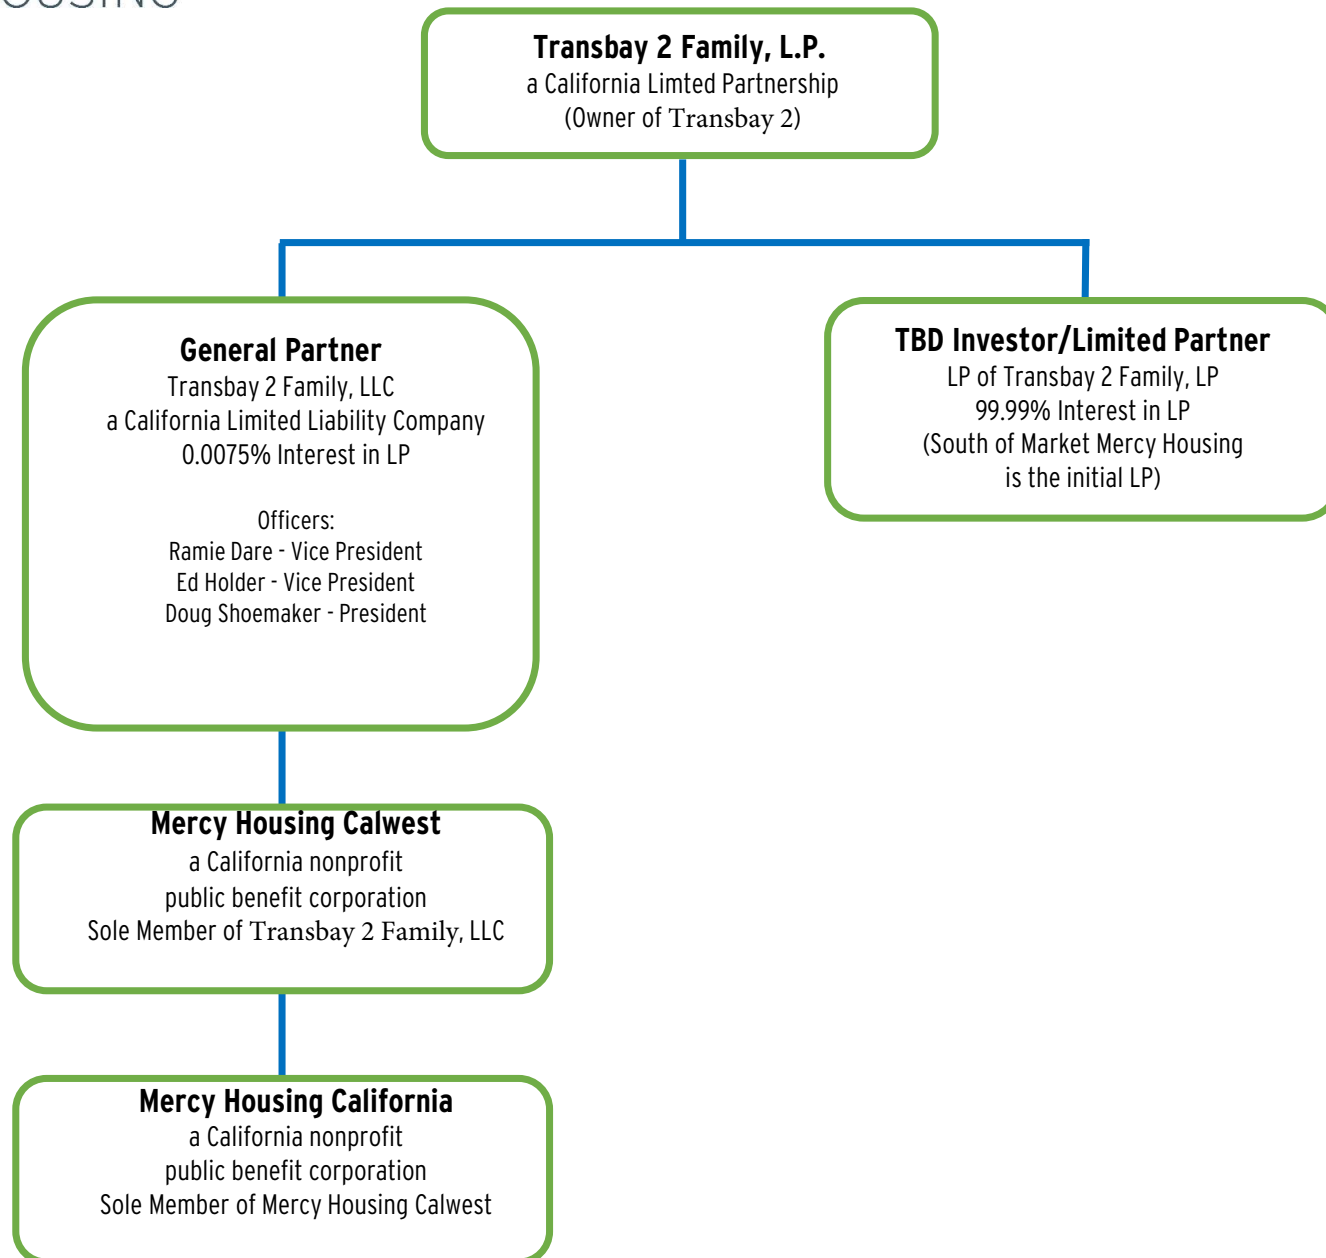 OUSING
Transbay 2 Family, L.P.
a California Limted Partnership
(Owner of Transbay 2)
General Partner
Transbay 2 Family, LLC
a California Limited Liability Company
0.0075% Interest in LP
Officers:
Ramie Dare - Vice President
Ed Holder - Vice President
Doug Shoemaker - President
TBD Investor/Limited Partner
LP of Transbay 2 Family, LP
99.99% Interest in LP
(South of Market Mercy Housing
is the initial LP)
Mercy Housing Calwest
a California nonprofit
public benefit corporation
Sole Member of Transbay 2 Family, LLC
Mercy Housing California
a California nonprofit
public benefit corporation
Sole Member of Mercy Housing Calwest